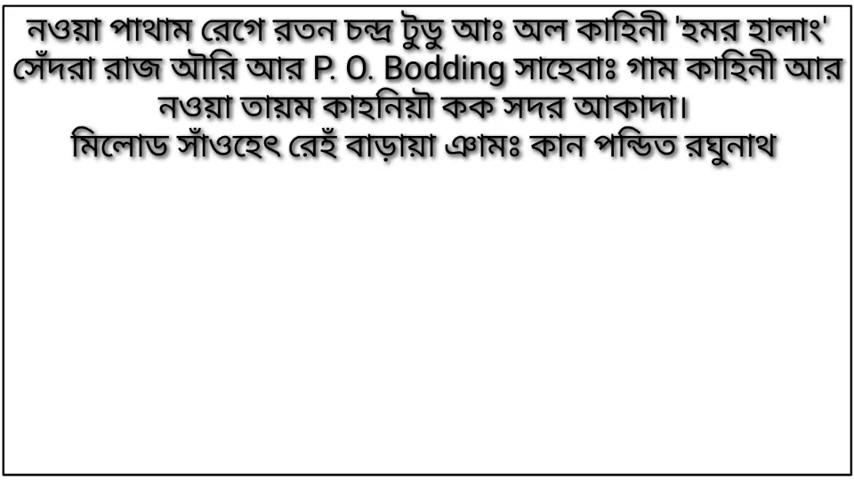 নওয়া পাথাম রেগে রতন চন্দ্র টুডু আঃ অল কাহিনী 'হমর হালাং'
সেঁদরা রাজ ঔরি আর P. O. Bodding সাহেবাঃ গাম কাহিনী আর
নওয়া তায়ম কাহনিয়ী কক সদর আকাদা।
মিলোড সাঁওহেৎ রেহঁ বাড়ায়া ঞামঃ কান পন্ডিত রঘুনাথ